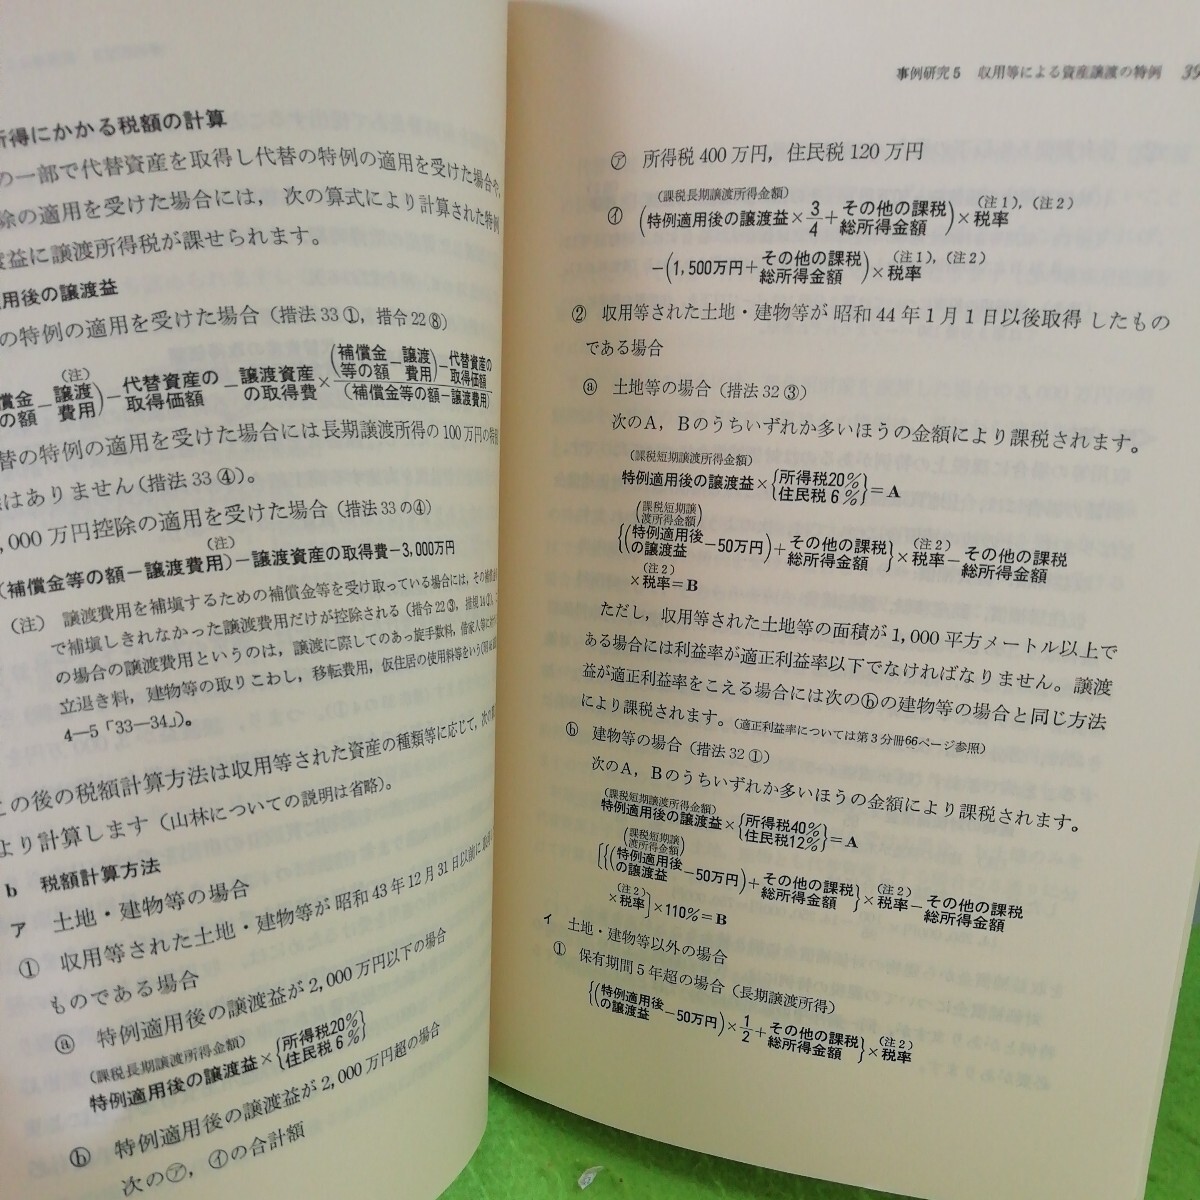 所得にかかる税額の計算
の一部で代替資産を取得し代替の特例の適用を受けた場合や,
除の適用を受けた場合には，次の算式により計算された特例
益に譲渡所得税が課せられます。
用後の譲渡益
の特例の適用を受けた場合（措法33①，措令22⑧）
償金の額－譲渡費用(注))－代替資産の取得価額－譲渡資産の取得費×((補償金等の額－譲渡費用)－代替資産の取得価額)/(補償金等の額－譲渡費用)
替の特例の適用を受けた場合には長期譲渡所得の100万円の特
はありません(措法33④)。
,000万円控除の適用を受けた場合（措法33の④）
(補償金等の額－譲渡費用(注))－譲渡資産の取得費－3,000万円
（注） 譲渡費用を補塡するための補償金等を受け取っている場合には，その補償金
で補塡しきれなかった譲渡費用だけが控除される（措令22③，措規14
の場合の譲渡費用というのは，譲渡に際してのあっ旋手数料，借家人等に
立退き料，建物等の取りこわし，移転費用，仮住居の使用料等をいう
4―5「33―34」）。
この後の税額計算方法は収用等された資産の種類等に応じて，次の
より計算します（山林についての説明は省略）。
b 税額計算方法
ア 土地・建物等の場合
① 収用等された土地・建物等が昭和43年12月31日以前に取得
ものである場合
ⓐ 特例適用後の譲渡益が2,000万円以下の場合
（課税長期譲渡所得金額）
特例適用後の譲渡益×{所得税20% 住民税6%}
ⓑ 特例適用後の譲渡益が2,000万円超の場合
次の㋐，㋑の合計額
事例研究5 収用等による資産譲渡の特例 39
㋐ 所得税400万円，住民税120万円
（課税長期譲渡所得金額）
㋑ (特例適用後の譲渡益×3/4＋その他の課税総所得金額)×税率(注1),(注2)
－(1,500万円＋その他の課税総所得金額)×税率(注1),(注2)
② 収用等された土地・建物等が昭和44年1月1日以後取得したもの
である場合
ⓐ 土地等の場合（措法32③）
次のA，Bのうちいずれか多いほうの金額により課税されます。
（課税短期譲渡所得金額）
特例適用後の譲渡益×{所得税20% 住民税6%}＝A
(課税短期譲渡所得金額)
{(特例適用後の譲渡益－50万円)＋その他の課税総所得金額}×税率(注2)－その他の課税総所得金額
×税率(注2)＝B
ただし，収用等された土地等の面積が1,000平方メートル以上で
ある場合には利益率が適正利益率以下でなければなりません。譲渡
益が適正利益率をこえる場合には次のⓑの建物等の場合と同じ方法
により課税されます。（適正利益率については第3分冊66ページ参照）
ⓑ 建物等の場合（措法32①）
次のA，Bのうちいずれか多いほうの金額により課税されます。
（課税短期譲渡所得金額）
特例適用後の譲渡益×{所得税40% 住民税12%}＝A
(課税短期譲渡所得金額)
[{(特例適用後の譲渡益－50万円)＋その他の課税総所得金額}×税率(注2)－その他の課税総所得金額
×税率(注2)]×110%＝B
イ 土地・建物等以外の場合
① 保有期間5年超の場合（長期譲渡所得）
{(特例適用後の譲渡益－50万円)×1/2＋その他の課税総所得金額}×税率(注2)